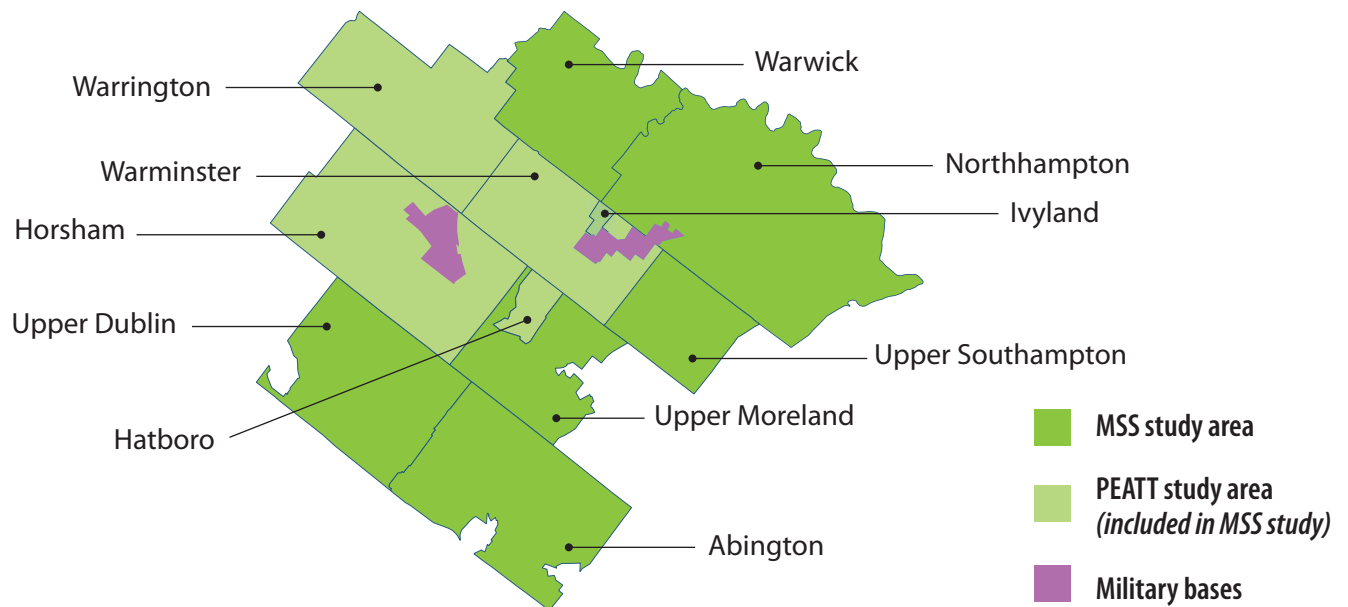 Warwick
Warrington
Northhampton
Warminster
Ivyland
Horsham
Upper Dublin
Upper Southampton
Upper Moreland
Hatboro
Abington
MSS study area
PEATT study area
(included in MSS study)
Military bases